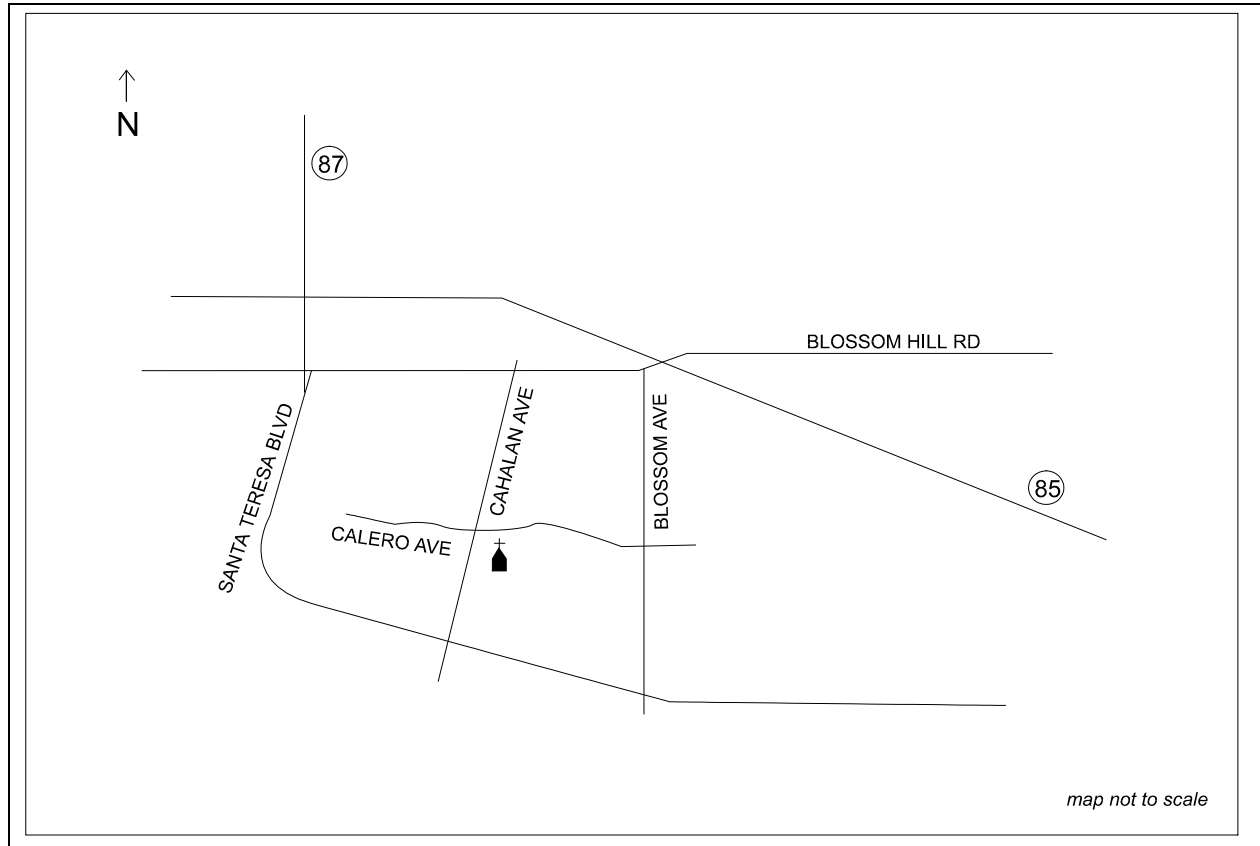 N
87
BLOSSOM HILL RD
SANTA TERESA BLVD
CAHALAN AVE
BLOSSOM AVE
85
CALERO AVE
map not to scale